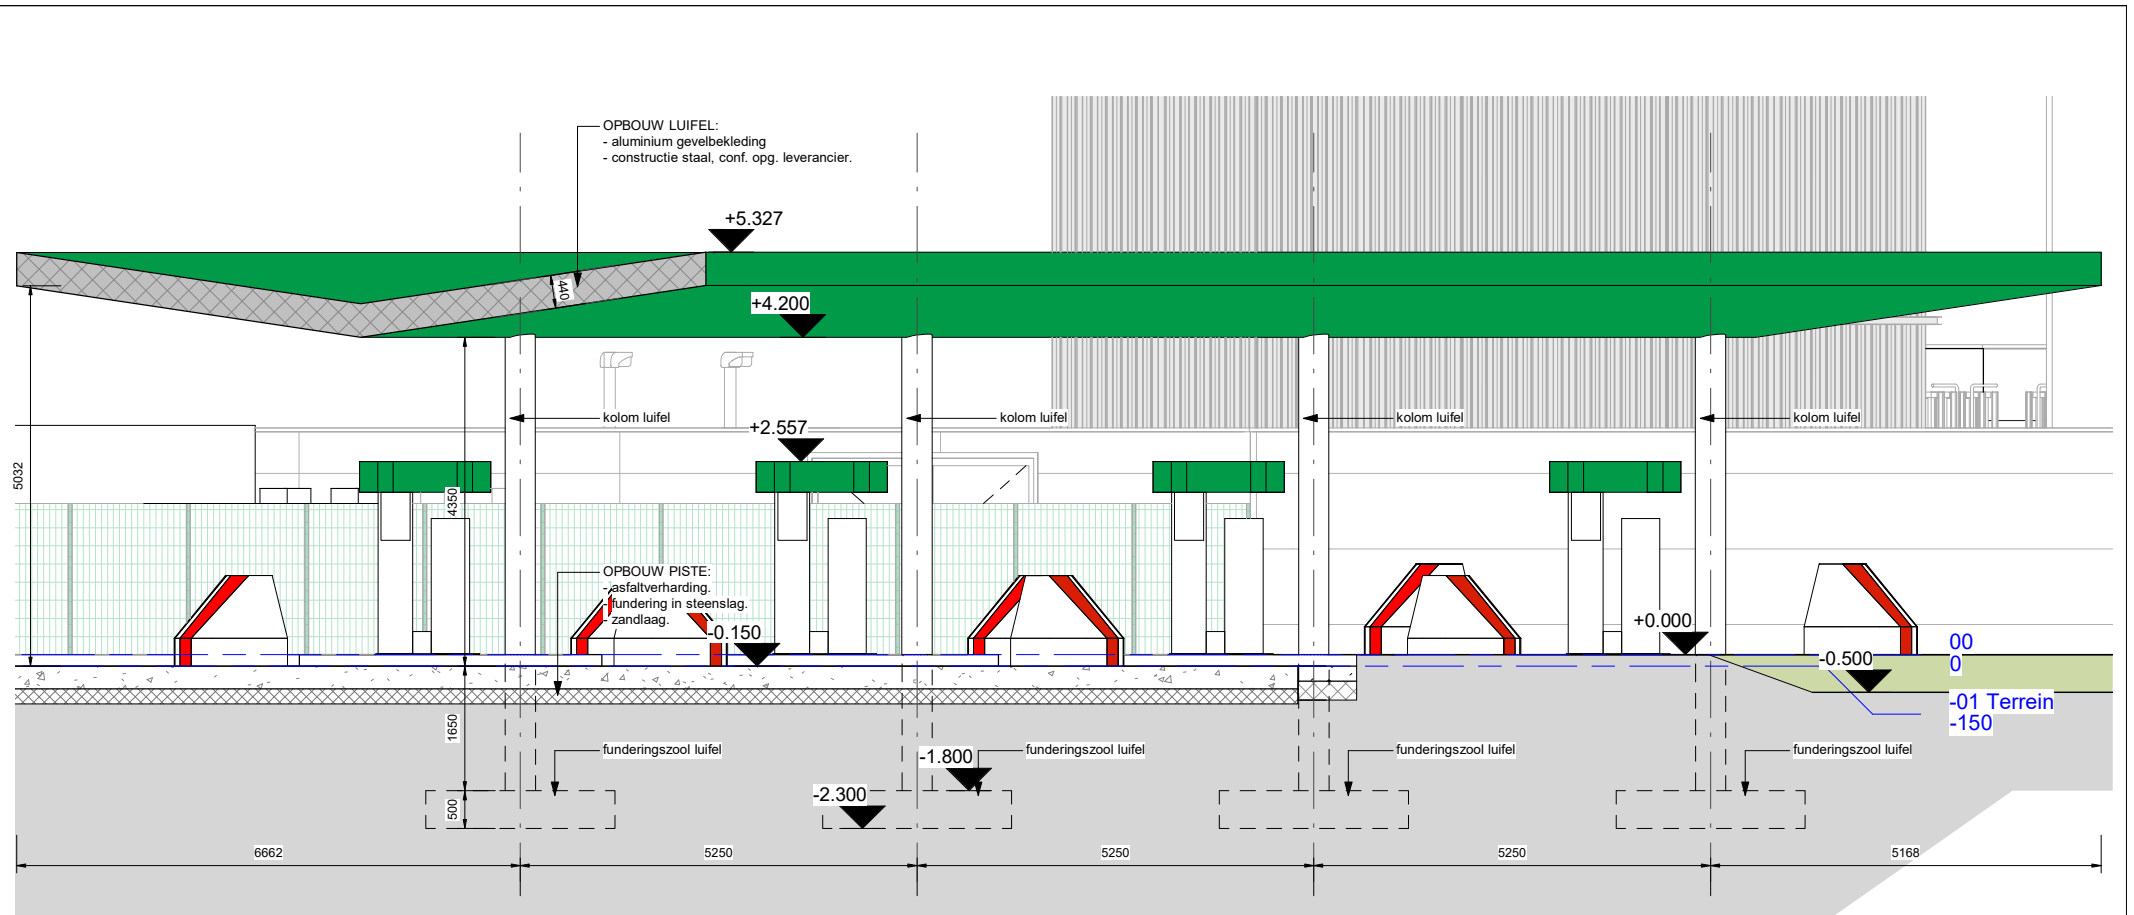 OPBOUW LUIFEL:
- aluminium gevelbekleding
- constructie staal, conf. opg. leverancier.
+5.327
440
+4.200
kolom luifel
kolom luifel
kolom luifel
kolom luifel
+2.557
5032
4350
OPBOUW PISTE:
- asfaltverharding.
- fundering in steenslag.
- zandlaag.
-0.150
+0.000
00
0
-0.500
-01 Terrein
-150
1650
funderingszool luifel
funderingszool luifel
funderingszool luifel
funderingszool luifel
-1.800
-2.300
500
6662
5250
5250
5250
5168